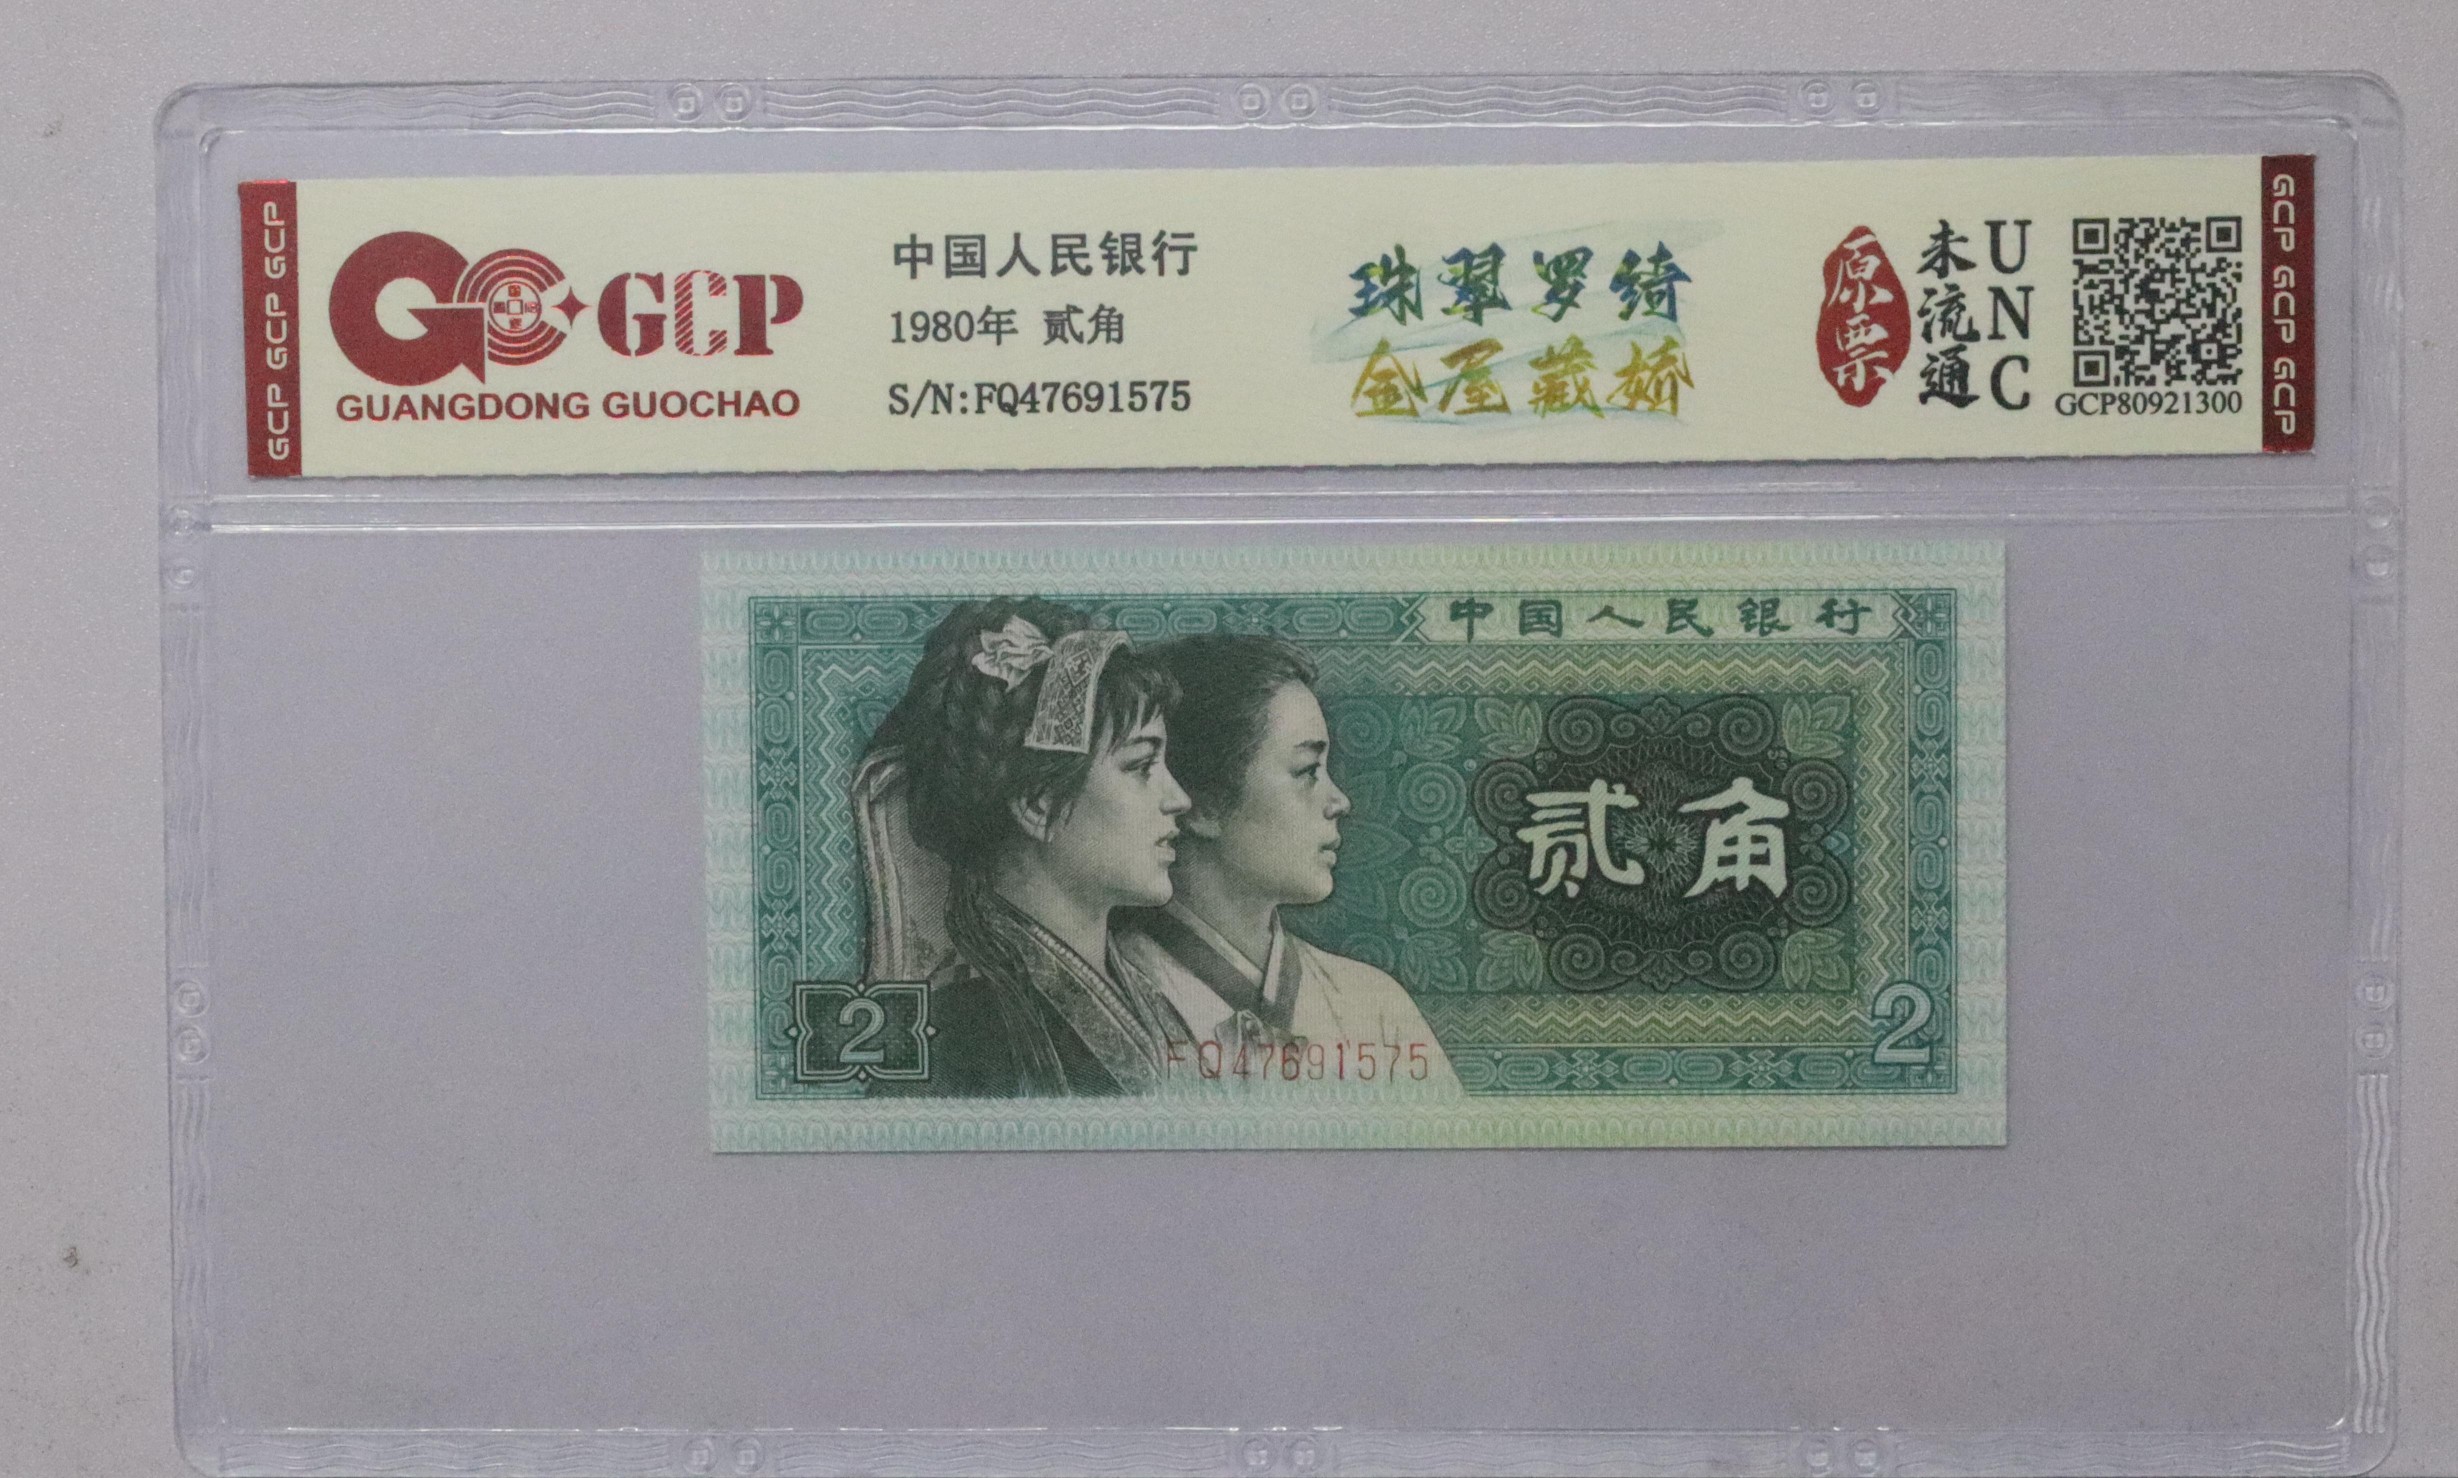 GCP GCP GCP
GCP
GUANGDONG GUOCHAO
中国人民银行
1980年 贰角
S/N:FQ47691575
珠翠罗绮
金屋藏娇
原票
未流通
UNC
GCP80921300
GCP GCP GCP
中国人民银行
贰角
2
2
FQ47691575